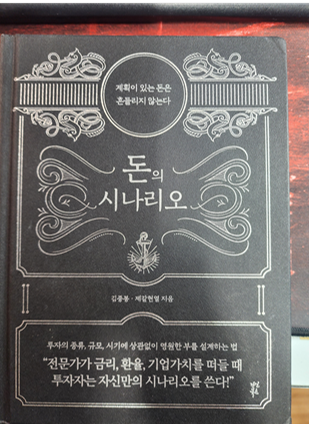 계획이 있는 돈은
흔들리지 않는다
돈의
시나리오
김종봉 · 제갈현열 지음
투자의 종류, 규모, 시기에 상관없이 영원한 부를 설계하는 법
“전문가가 금리, 환율, 기업가치를 떠들 때
투자자는 자신만의 시나리오를 쓴다!”